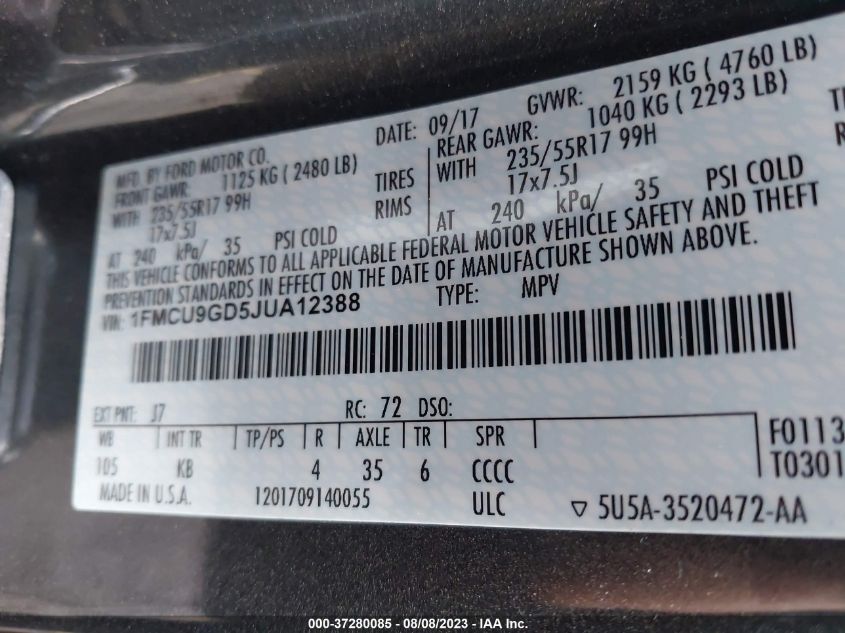 MFD. BY FORD MOTOR CO.
DATE: 09/17 GVWR: 2159 KG ( 4760 LB)
FRONT GAWR: 1125 KG ( 2480 LB)
REAR GAWR: 1040 KG ( 2293 LB)
WITH 235/55R17 99H TIRES
WITH 235/55R17 99H
17x7.5J RIMS
17x7.5J
AT 240 kPa/ 35 PSI COLD
AT 240 kPa/ 35 PSI COLD
THIS VEHICLE CONFORMS TO ALL APPLICABLE FEDERAL MOTOR VEHICLE SAFETY AND THEFT
PREVENTION STANDARDS IN EFFECT ON THE DATE OF MANUFACTURE SHOWN ABOVE.
VIN: 1FMCU9GD5JUA12388 TYPE: MPV
EXT PNT: J7 RC: 72 DSO:
WB INT TR TP/PS R AXLE TR SPR F0113
105 KB 4 35 6 CCCC T0301
MADE IN U.S.A. 1201709140055 ULC 5U5A-3520472-AA
000-37280085 - 08/08/2023 - IAA Inc.